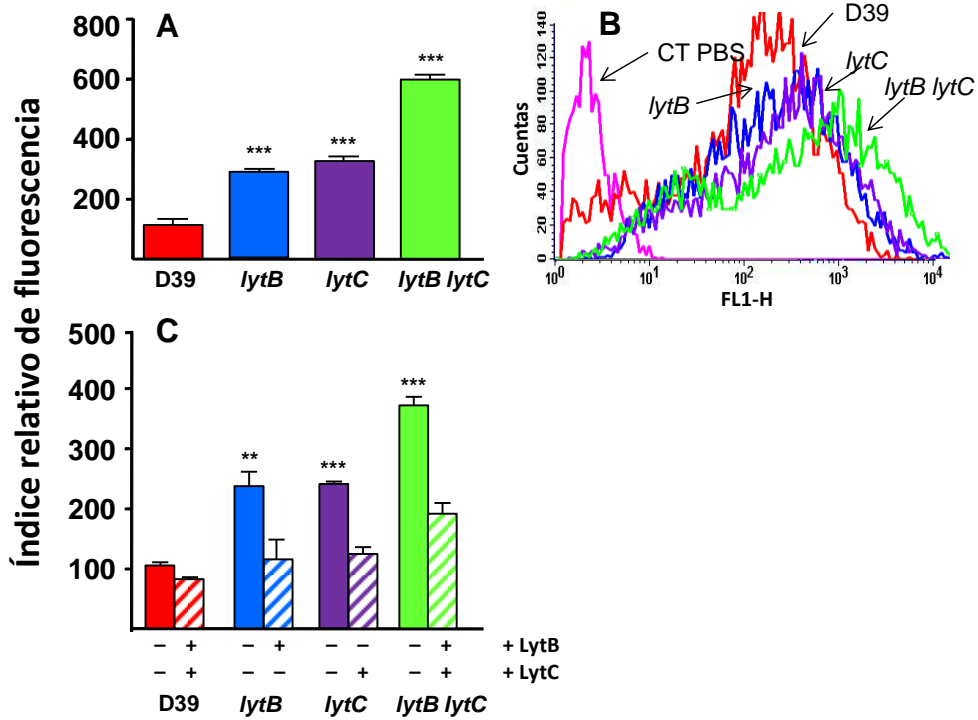 Índice relativo de fluorescencia
A
800
600
400
200
***
***
***
D39
lytB
lytC
lytB lytC
B
Cuentas
140
120
100
80
60
40
20
0
CT PBS
D39
lytB
lytC
lytB lytC
10⁰
10¹
10²
10³
10⁴
FL1-H
C
500
400
300
200
100
**
***
***
– + – + – – – + + LytB
– + – – – + – + + LytC
D39
lytB
lytC
lytB lytC